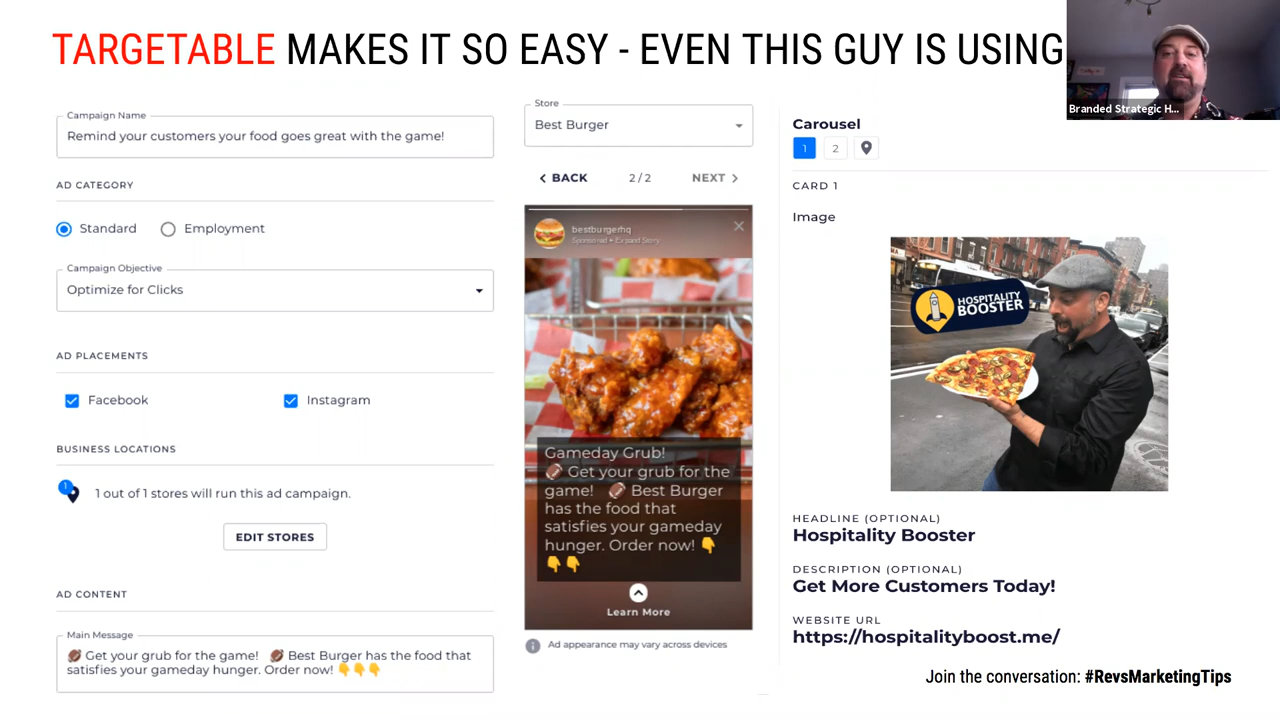 TARGETABLE MAKES IT SO EASY - EVEN THIS GUY IS USING
Branded Strategic H...
Campaign Name
Remind your customers your food goes great with the game!
AD CATEGORY
Standard
Employment
Campaign Objective
Optimize for Clicks
AD PLACEMENTS
Facebook
Instagram
BUSINESS LOCATIONS
1
1 out of 1 stores will run this ad campaign.
EDIT STORES
AD CONTENT
Main Message
🏈 Get your grub for the game! 🏈 Best Burger has the food that
satisfies your gameday hunger. Order now! 👇👇👇
Store
Best Burger
BACK
2 / 2
NEXT
bestburgerhq
Sponsored • Expand Story
Gameday Grub!
🏈 Get your grub for the
game! 🏈 Best Burger
has the food that
satisfies your gameday
hunger. Order now! 👇
👇👇
Learn More
Ad appearance may vary across devices
Carousel
1
2
CARD 1
Image
HOSPITALITY
BOOSTER
HEADLINE (OPTIONAL)
Hospitality Booster
DESCRIPTION (OPTIONAL)
Get More Customers Today!
WEBSITE URL
https://hospitalityboost.me/
Join the conversation: #RevsMarketingTips